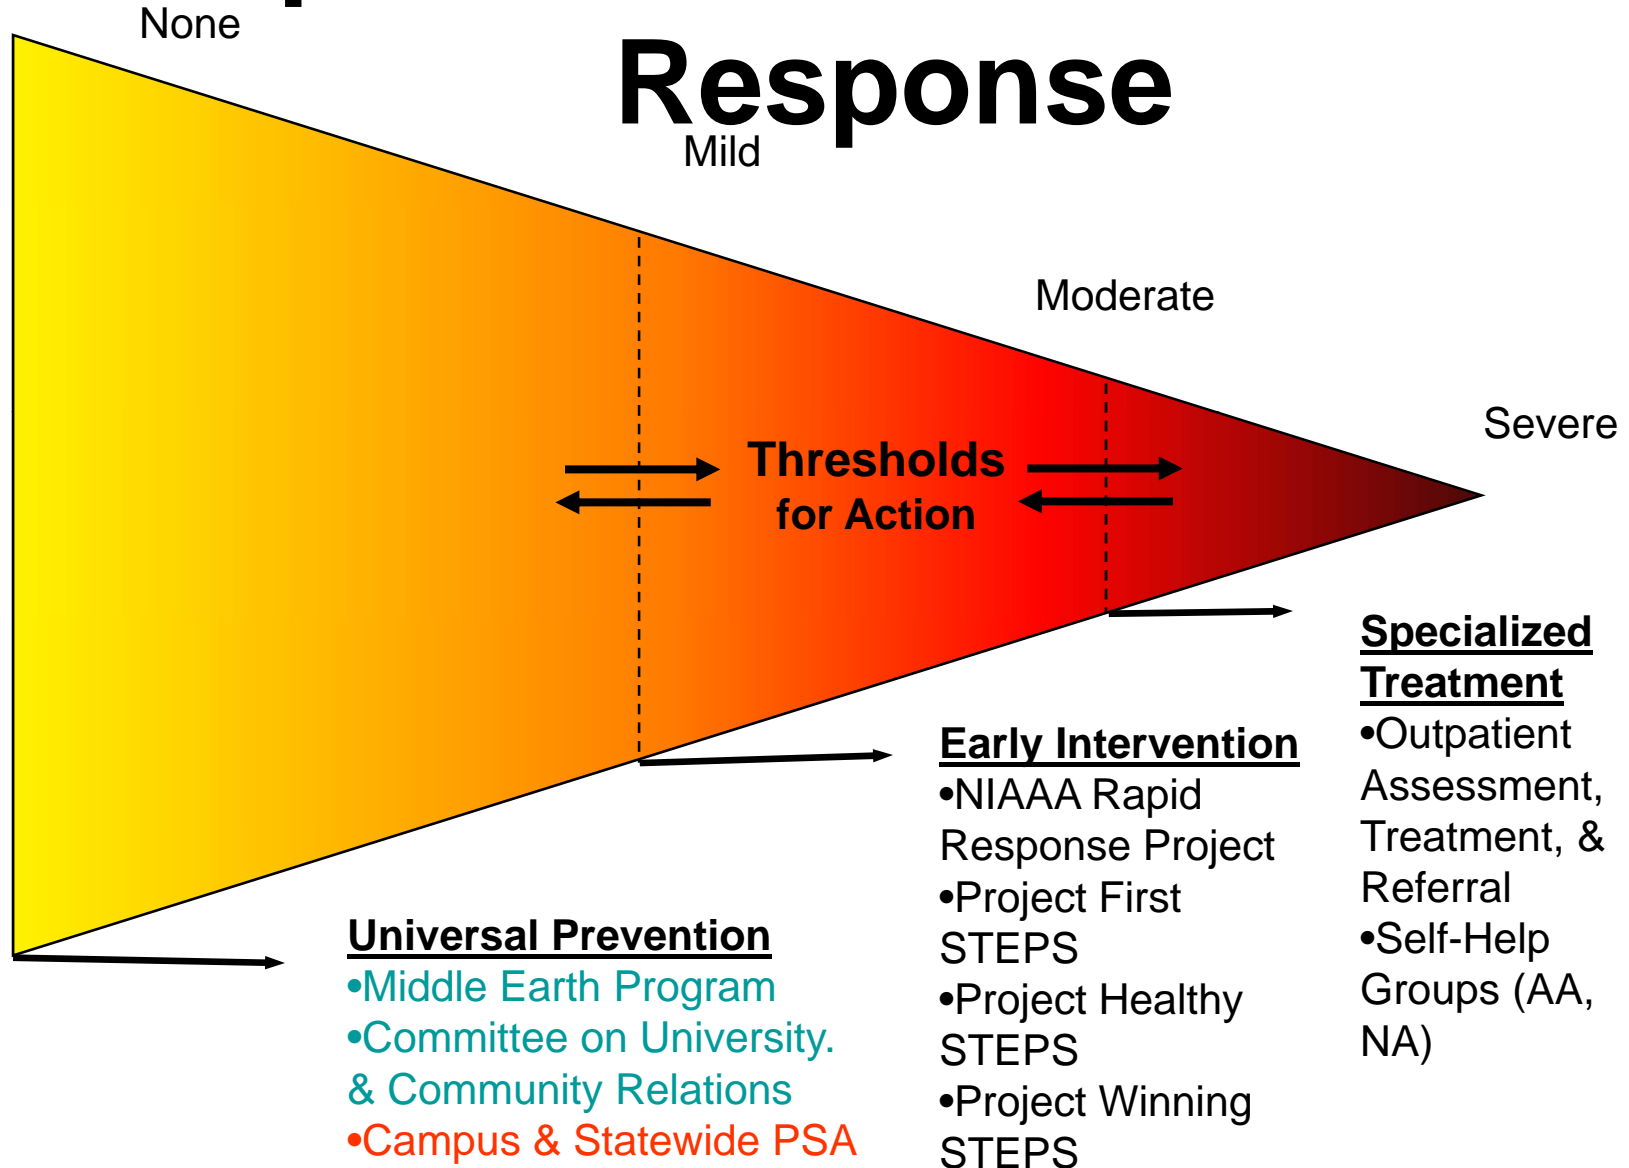 None
Response
Mild
Moderate
Severe
Thresholds
for Action
Specialized
Treatment
•Outpatient
Assessment,
Treatment, &
Referral
•Self-Help
Groups (AA,
NA)
Early Intervention
•NIAAA Rapid
Response Project
•Project First
STEPS
•Project Healthy
STEPS
•Project Winning
STEPS
Universal Prevention
•Middle Earth Program
•Committee on University.
& Community Relations
•Campus & Statewide PSA